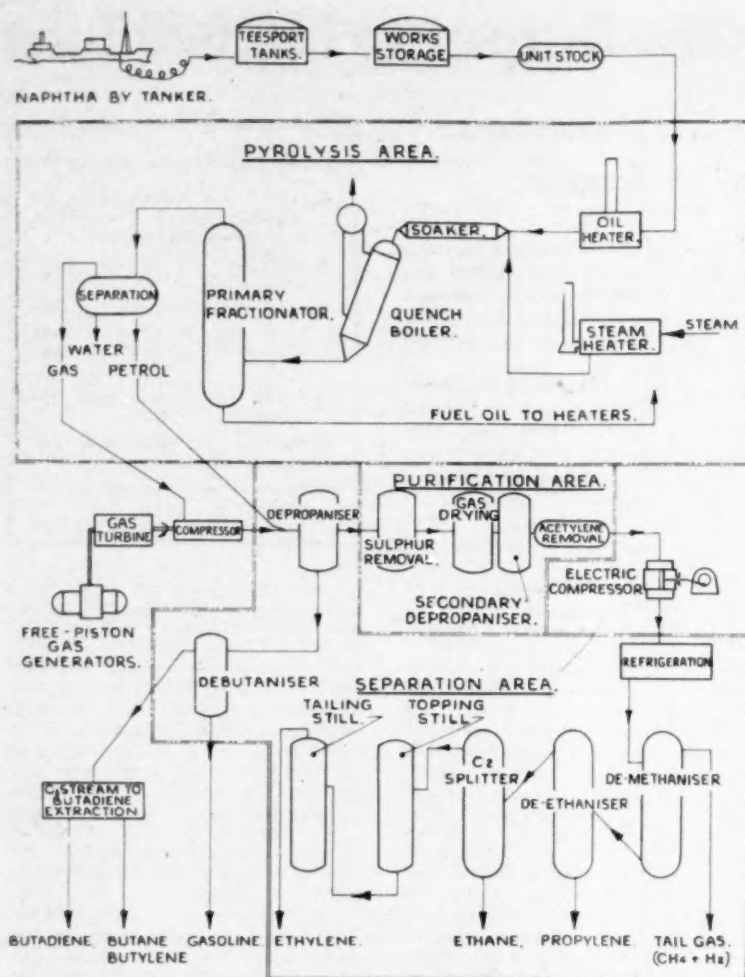 TEESPORT
TANKS.
WORKS
STORAGE
UNIT STOCK
NAPHTHA BY TANKER.
PYROLYSIS AREA.
SOAKER.
OIL
HEATER.
SEPARATION
PRIMARY
FRACTIONATOR.
QUENCH
BOILER.
STEAM
HEATER.
STEAM
WATER
GAS
PETROL
FUEL OIL TO HEATERS.
PURIFICATION AREA.
GAS
TURBINE
COMPRESSOR
DEPROPANISER
SULPHUR
REMOVAL.
GAS
DRYING
ACETYLENE
REMOVAL
ELECTRIC
COMPRESSOR
SECONDARY
DEPROPANISER.
FREE-PISTON
GAS
GENERATORS.
DEBUTANISER
REFRIGERATION
SEPARATION AREA.
TAILING
STILL
TOPPING
STILL
C2
SPLITTER
DE-ETHANISER
DE-METHANISER
C4 STREAM TO
BUTADIENE
EXTRACTION
BUTADIENE,
BUTANE
BUTYLENE
GASOLINE.
ETHYLENE.
ETHANE.
PROPYLENE.
TAIL GAS.
(CH4 + H2)